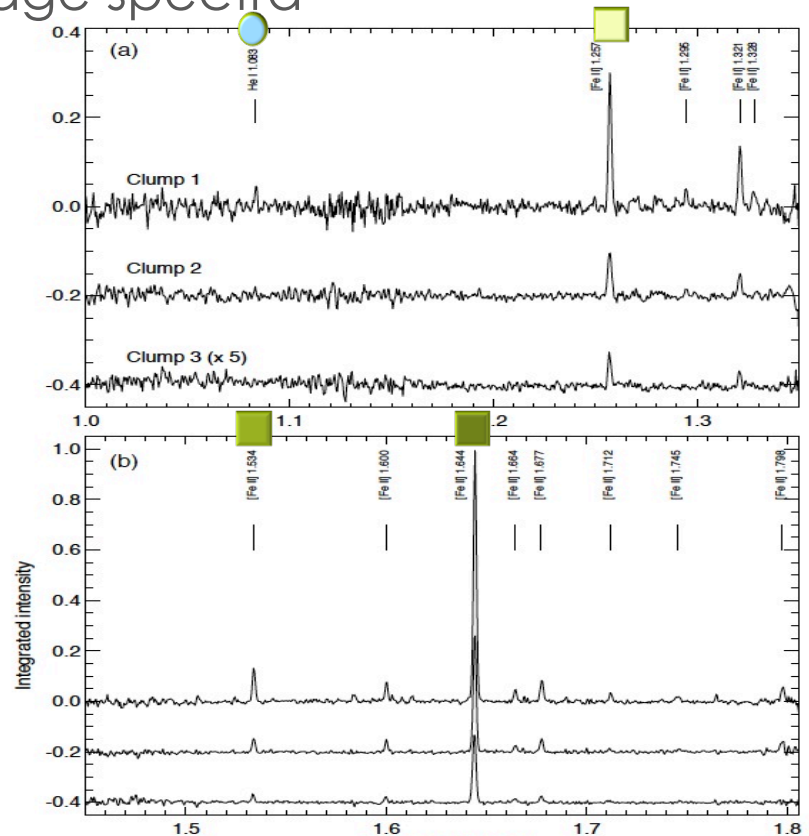 age spectra
(a)
He I 1.083
[Fe II] 1.257
[Fe II] 1.295
[Fe II] 1.321
[Fe II] 1.328
0.4
0.2
0.0
-0.2
-0.4
Clump 1
Clump 2
Clump 3 (x 5)
1.0
1.1
.2
1.3
(b)
[Fe II] 1.534
[Fe II] 1.600
[Fe II] 1.644
[Fe II] 1.664
[Fe II] 1.677
[Fe II] 1.712
[Fe II] 1.745
[Fe II] 1.798
Integrated intensity
1.0
0.8
0.6
0.4
0.2
0.0
-0.2
-0.4
1.5
1.6
1.7
1.8